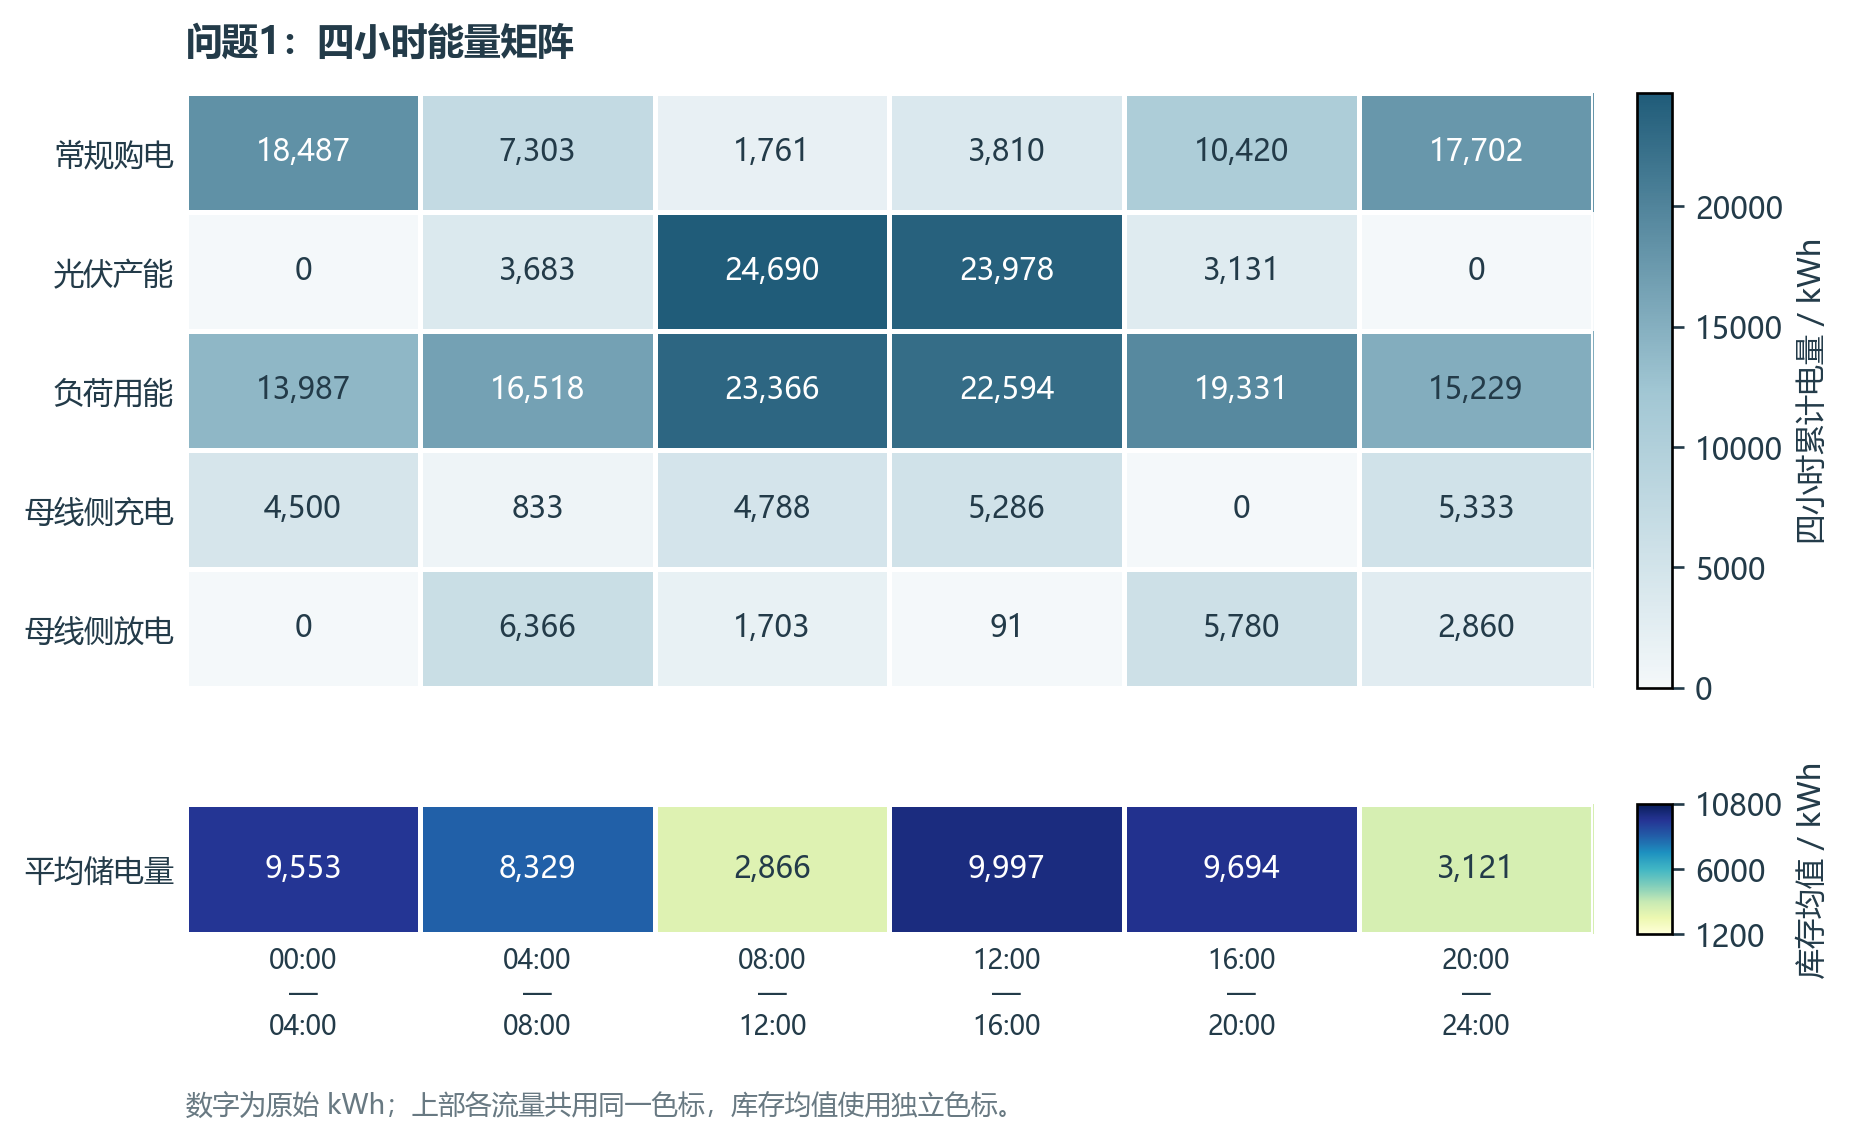 问题1：四小时能量矩阵
常规购电 18,487 7,303 1,761 3,810 10,420 17,702
光伏产能 0 3,683 24,690 23,978 3,131 0
负荷用能 13,987 16,518 23,366 22,594 19,331 15,229
母线侧充电 4,500 833 4,788 5,286 0 5,333
母线侧放电 0 6,366 1,703 91 5,780 2,860
20000
15000
10000
5000
0
四小时累计电量 / kWh
平均储电量 9,553 8,329 2,866 9,997 9,694 3,121
10800
6000
1200
库存均值 / kWh
00:00 04:00 08:00 12:00 16:00 20:00
— — — — — —
04:00 08:00 12:00 16:00 20:00 24:00
数字为原始 kWh；上部各流量共用同一色标，库存均值使用独立色标。